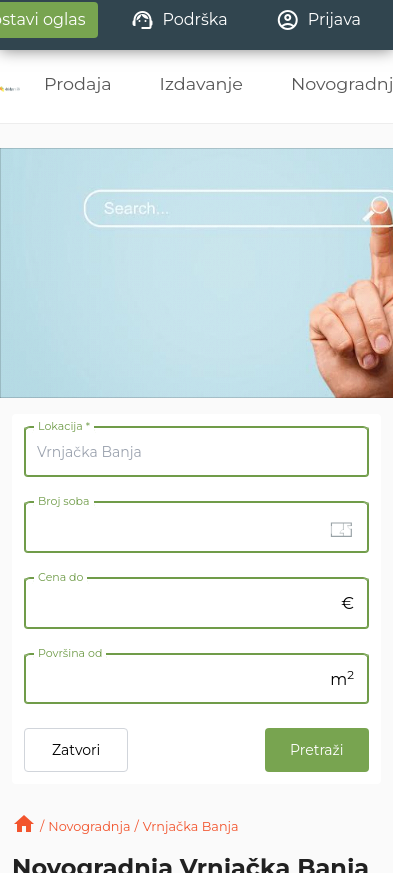 ostavi oglas Podrška Prijava
Prodaja Izdavanje Novogradnj
Search...
Lokacija *
Vrnjačka Banja
Broj soba
Cena do
€
Površina od
m²
Zatvori Pretraži
/ Novogradnja / Vrnjačka Banja
Novogradnja Vrnjačka Banja